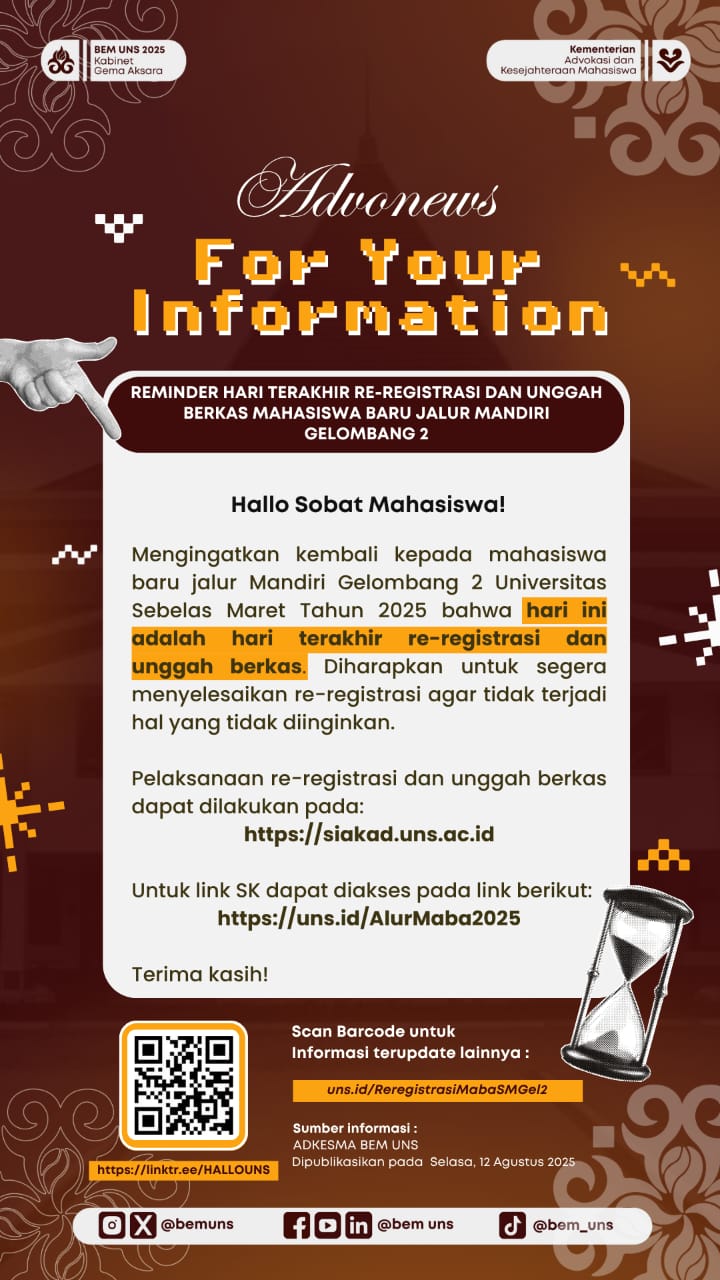 BEM UNS 2025
Kabinet
Gema Aksara
Kementerian
Advokasi dan
Kesejahteraan Mahasiswa
Advonews
For Your
Information
REMINDER HARI TERAKHIR RE-REGISTRASI DAN UNGGAH
BERKAS MAHASISWA BARU JALUR MANDIRI
GELOMBANG 2
Hallo Sobat Mahasiswa!
Mengingatkan kembali kepada mahasiswa
baru jalur Mandiri Gelombang 2 Universitas
Sebelas Maret Tahun 2025 bahwa hari ini
adalah hari terakhir re-registrasi dan
unggah berkas. Diharapkan untuk segera
menyelesaikan re-registrasi agar tidak terjadi
hal yang tidak diinginkan.
Pelaksanaan re-registrasi dan unggah berkas
dapat dilakukan pada:
https://siakad.uns.ac.id
Untuk link SK dapat diakses pada link berikut:
https://uns.id/AlurMaba2025
Terima kasih!
Scan Barcode untuk
Informasi terupdate lainnya :
uns.id/ReregistrasiMabaSMGel2
Sumber informasi :
ADKESMA BEM UNS
Dipublikasikan pada Selasa, 12 Agustus 2025
https://linktr.ee/HALLOUNS
@bemuns
@bem uns
@bem_uns